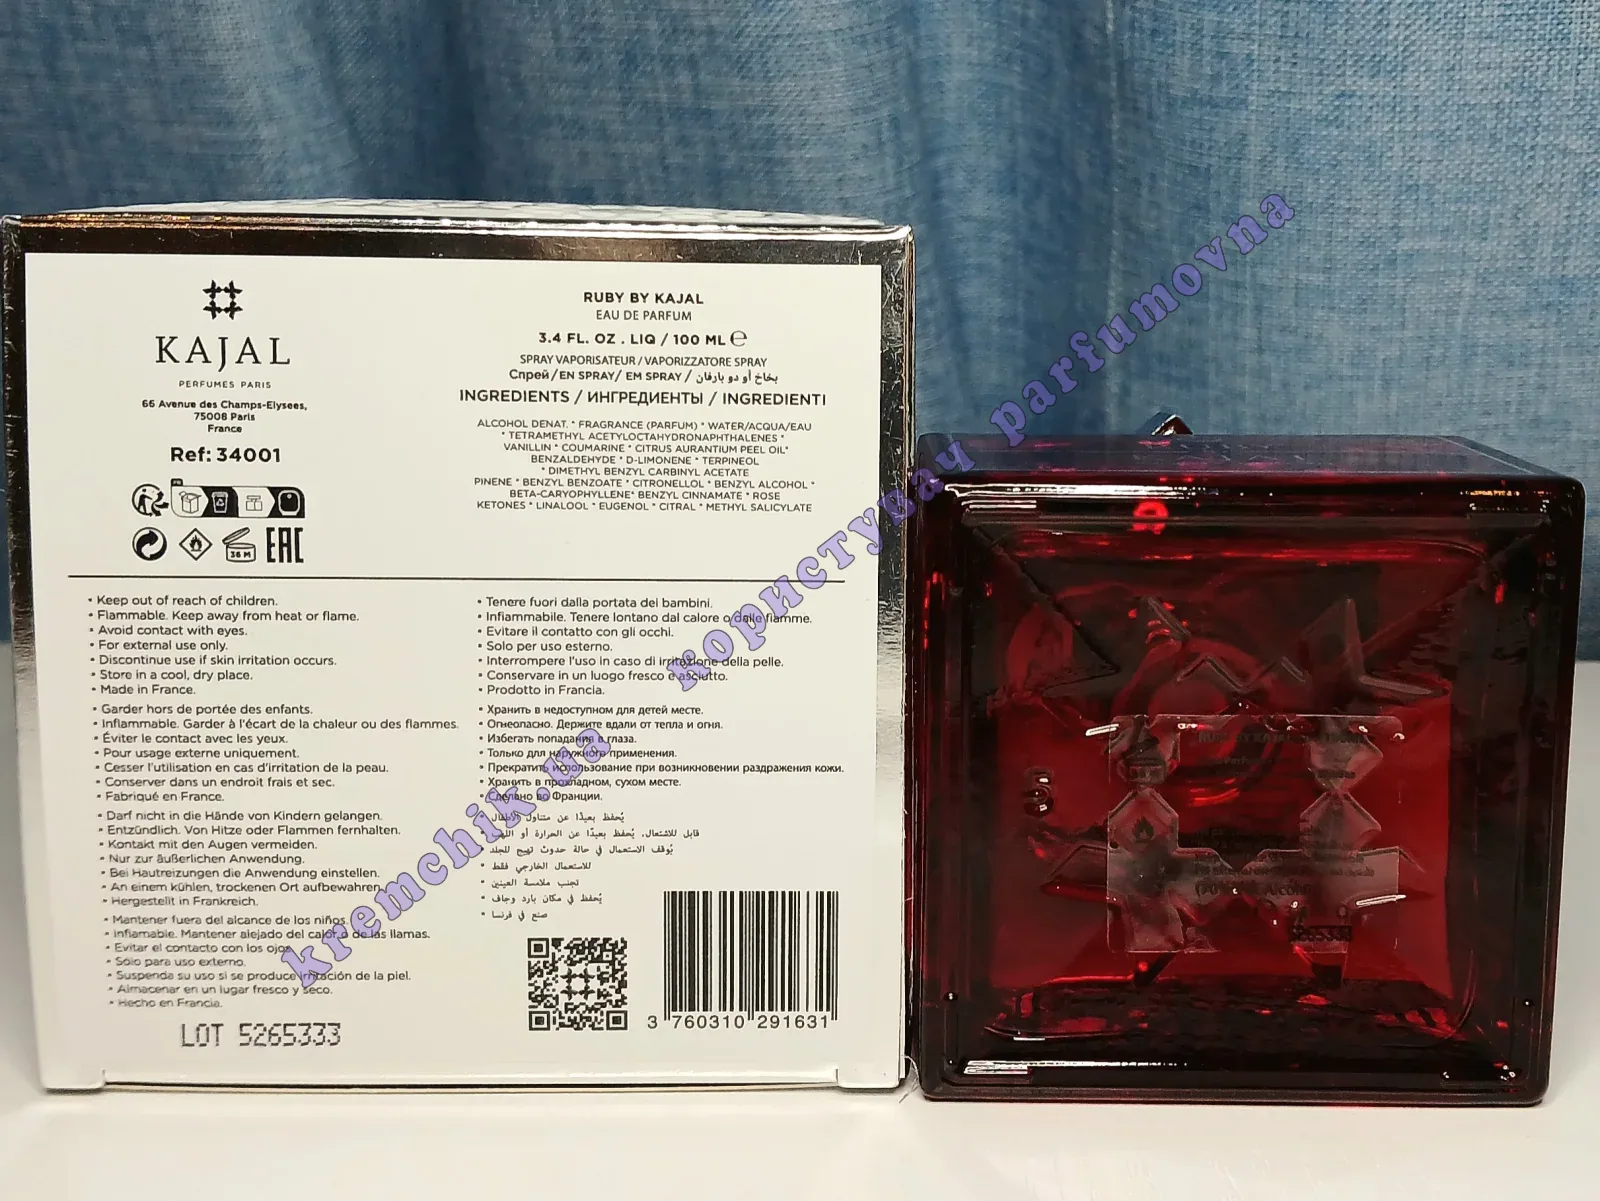 KAJAL
PERFUMES PARIS
66 Avenue des Champs-Elysees,
75008 Paris
France
Ref: 34001
FR
36 M
EAC
RUBY BY KAJAL
EAU DE PARFUM
3.4 FL. OZ . LIQ / 100 ML ℮
SPRAY VAPORISATEUR / VAPORIZZATORE SPRAY
Спрей / EN SPRAY/ EM SPRAY / بخاخ أو دو بارفان
INGREDIENTS / ИНГРЕДИЕНТЫ / INGREDIENTI
ALCOHOL DENAT. * FRAGRANCE (PARFUM) * WATER/ACQUA/EAU
* TETRAMETHYL ACETYLOCTAHYDRONAPHTHALENES *
VANILLIN * COUMARINE * CITRUS AURANTIUM PEEL OIL*
BENZALDEHYDE * D-LIMONENE * TERPINEOL
* DIMETHYL BENZYL CARBINYL ACETATE
PINENE * BENZYL BENZOATE * CITRONELLOL * BENZYL ALCOHOL *
BETA-CARYOPHYLLENE* BENZYL CINNAMATE * ROSE
KETONES * LINALOOL * EUGENOL * CITRAL * METHYL SALICYLATE
• Keep out of reach of children.
• Flammable. Keep away from heat or flame.
• Avoid contact with eyes.
• For external use only.
• Discontinue use if skin irritation occurs.
• Store in a cool, dry place.
• Made in France.
• Garder hors de portée des enfants.
• Inflammable. Garder à l'écart de la chaleur ou des flammes.
• Éviter le contact avec les yeux.
• Pour usage externe uniquement.
• Cesser l'utilisation en cas d'irritation de la peau.
• Conserver dans un endroit frais et sec.
• Fabriqué en France.
• Darf nicht in die Hände von Kindern gelangen.
• Entzündlich. Von Hitze oder Flammen fernhalten.
• Kontakt mit den Augen vermeiden.
• Nur zur äußerlichen Anwendung.
• Bei Hautreizungen die Anwendung einstellen.
• An einem kühlen, trockenen Ort aufbewahren.
• Hergestellt in Frankreich.
• Mantener fuera del alcance de los niños.
• Inflamable. Mantener alejado del calor o de las llamas.
• Evitar el contacto con los ojos.
• Sólo para uso externo.
• Suspenda su uso si se produce irritación de la piel.
• Almacenar en un lugar fresco y seco.
• Hecho en Francia.
LOT 5265333
• Tenere fuori dalla portata dei bambini.
• Infiammabile. Tenere lontano dal calore o dalle fiamme.
• Evitare il contatto con gli occhi.
• Solo per uso esterno.
• Interrompere l'uso in caso di irritazione della pelle.
• Conservare in un luogo fresco e asciutto.
• Prodotto in Francia.
• Хранить в недоступном для детей месте.
• Огнеопасно. Держите вдали от тепла и огня.
• Избегать попадания в глаза.
• Только для наружного применения.
• Прекратить использование при возникновении раздражения кожи.
• Хранить в прохладном, сухом месте.
• Сделано во Франции.
• يُحفظ بعيدًا عن متناول الأطفال
• قابل للاشتعال. يُحفظ بعيدًا عن الحرارة أو اللهب
• يُوقف الاستعمال في حالة حدوث تهيج للجلد
• للاستعمال الخارجي فقط
• تجنب ملامسة العينين
• يُحفظ في مكان بارد وجاف
• صنع في فرنسا
3 760310 291631
RUBY BY KAJAL
5265333
kremchik.ua користувач parfumovna